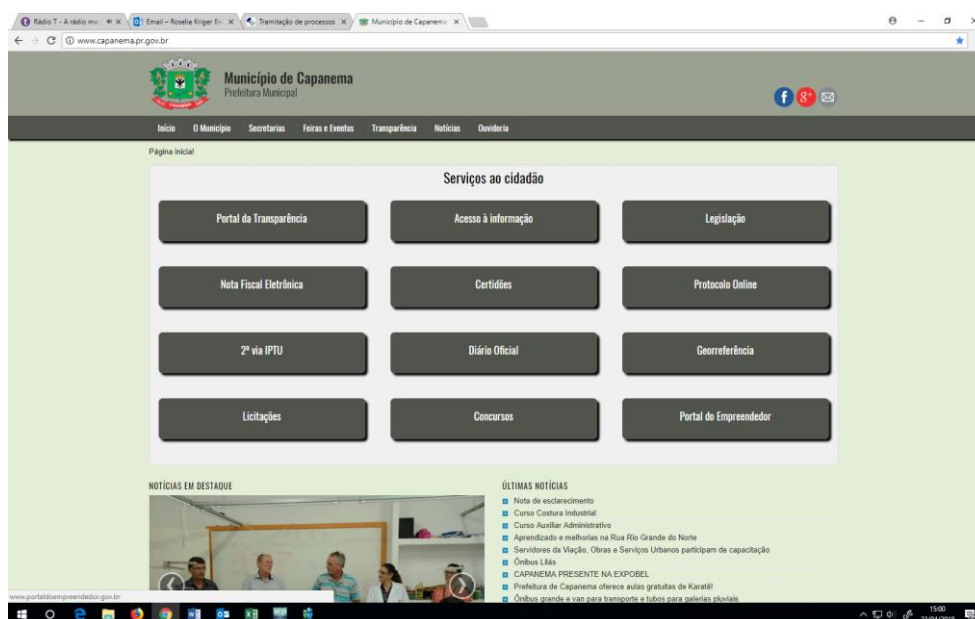 Rádio T - A rádio mai
Email – Roselia Kriger Be
Tramitação de processos
Município de Capanema
www.capanema.pr.gov.br
Município de Capanema
Prefeitura Municipal
Início O Município Secretarias Feiras e Eventos Transparência Notícias Ouvidoria
Página inicial
Serviços ao cidadão
Portal da Transparência Acesso à informação Legislação
Nota Fiscal Eletrônica Certidões Protocolo Online
2ª via IPTU Diário Oficial Georreferência
Licitações Concursos Portal do Empreendedor
NOTÍCIAS EM DESTAQUE
ÚLTIMAS NOTÍCIAS
Nota de esclarecimento
Curso Costura Industrial
Curso Auxiliar Administrativo
Aprendizado e melhorias na Rua Rio Grande do Norte
Servidores da Viação, Obras e Serviços Urbanos participam de capacitação
Ônibus Lilás
CAPANEMA PRESENTE NA EXPOBEL
Prefeitura de Capanema oferece aulas gratuitas de Karatê!
Ônibus grande e van para transporte e tubos para galerias pluviais
www.portaldoempreendedor.gov.br
15:00